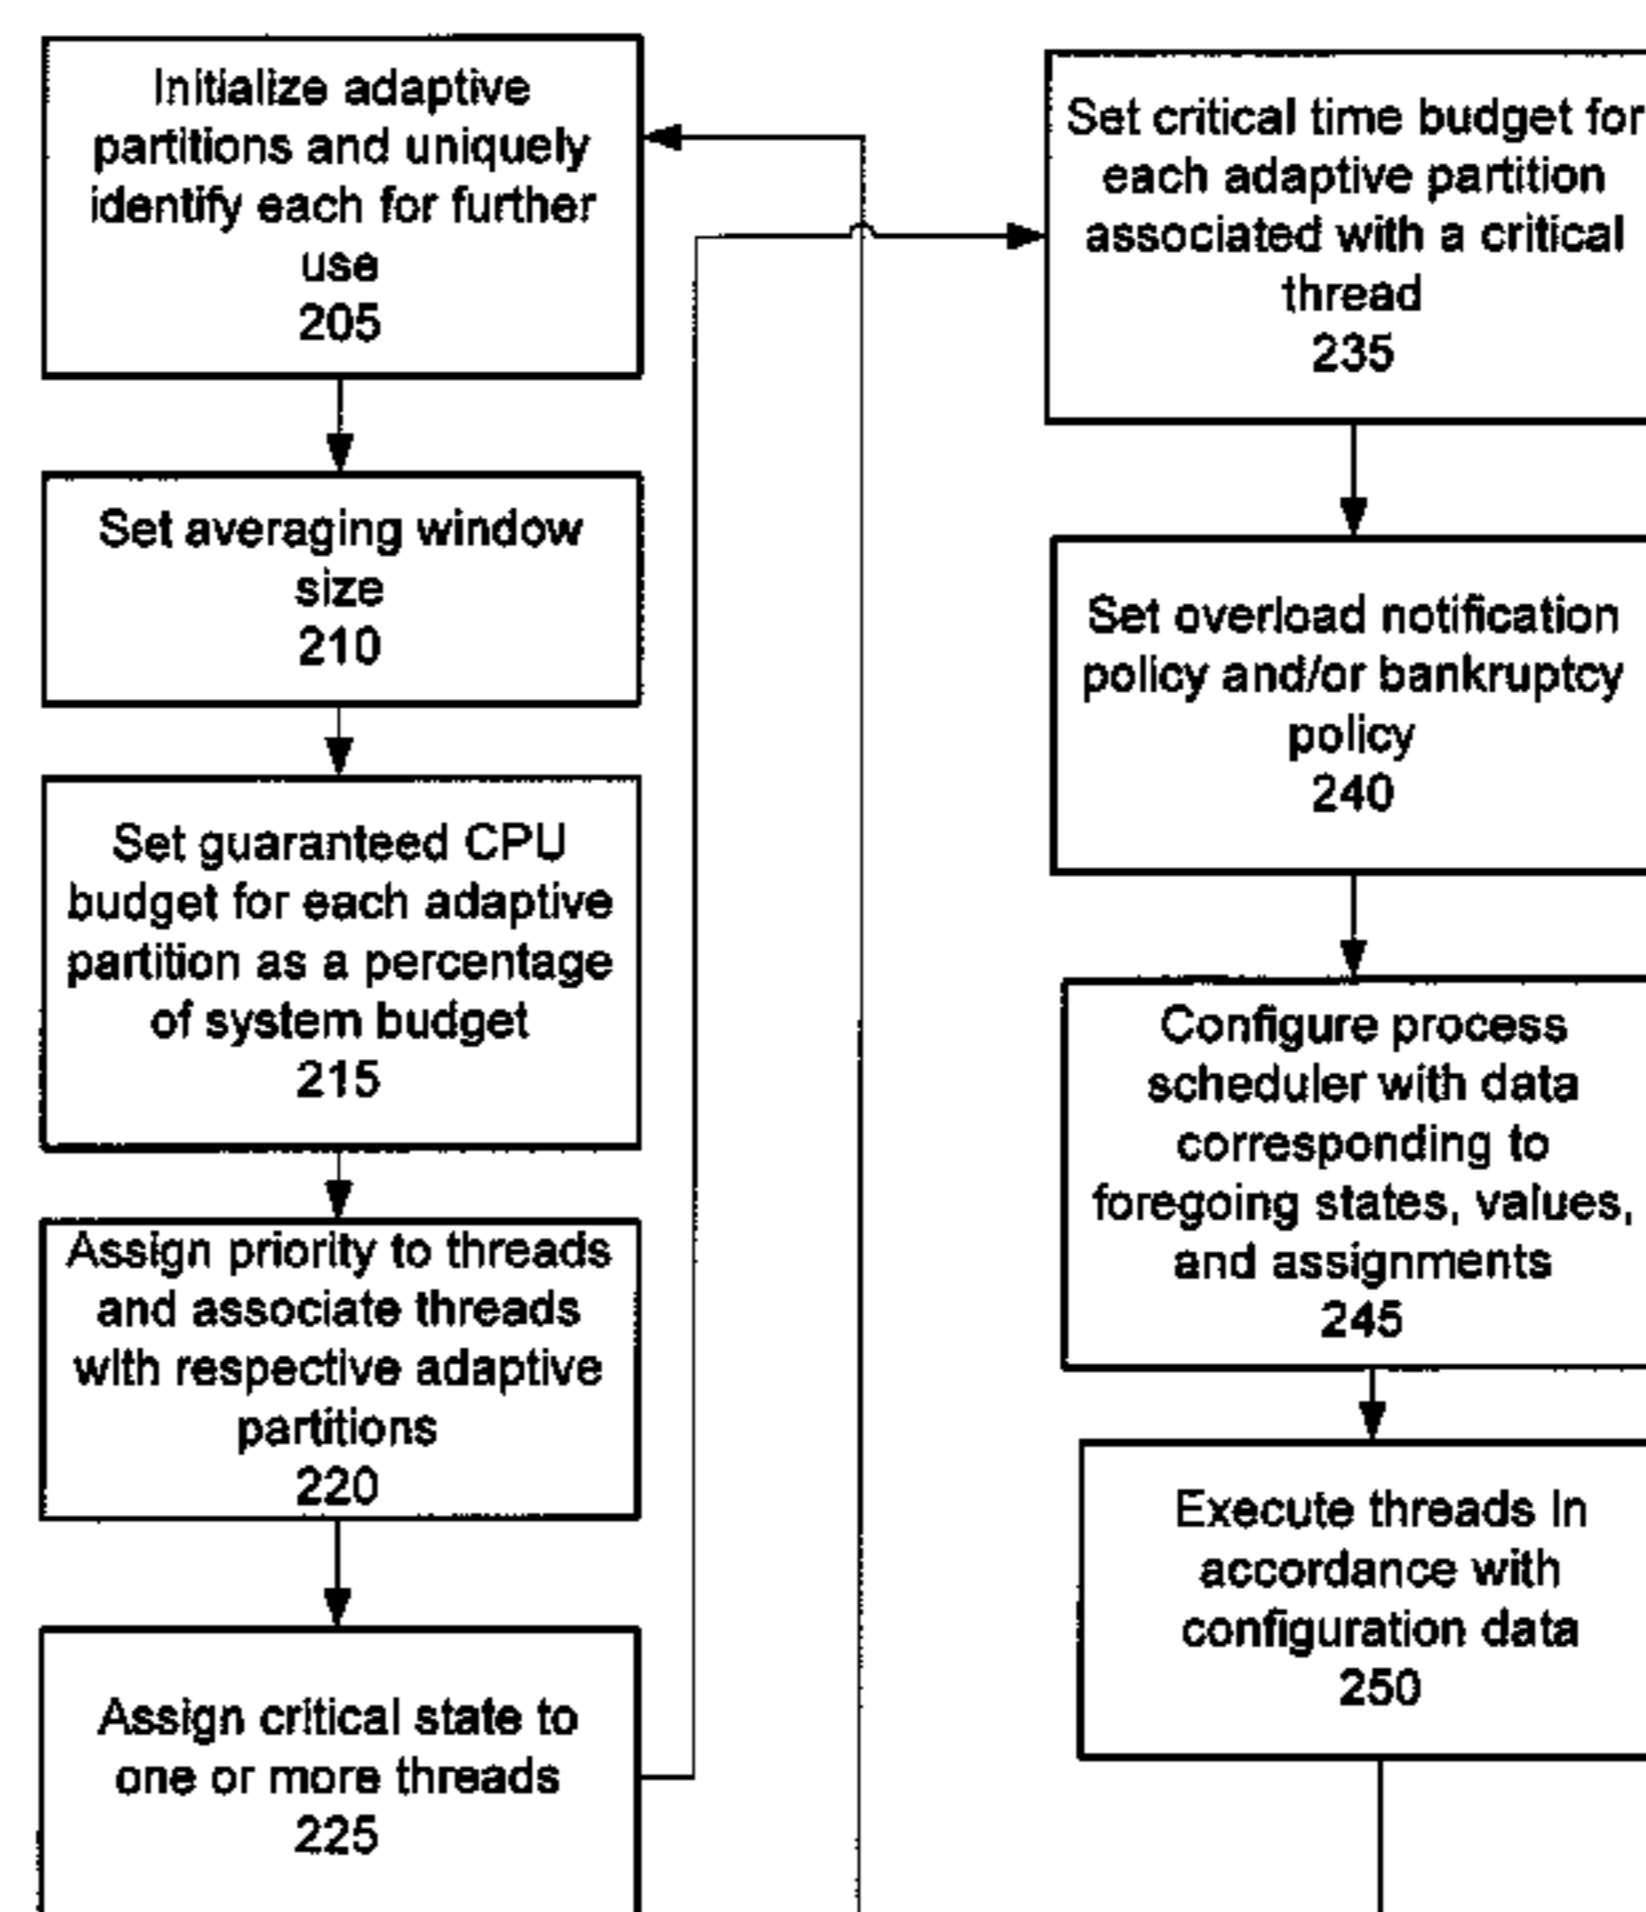 Initialize adaptive
partitions and uniquely
identify each for further
use
205
Set averaging window
size
210
Set guaranteed CPU
budget for each adaptive
partition as a percentage
of system budget
215
Assign priority to threads
and associate threads
with respective adaptive
partitions
220
Assign critical state to
one or more threads
225
Set critical time budget for
each adaptive partition
associated with a critical
thread
235
Set overload notification
policy and/or bankruptcy
policy
240
Configure process
scheduler with data
corresponding to
foregoing states, values,
and assignments
245
Execute threads in
accordance with
configuration data
250